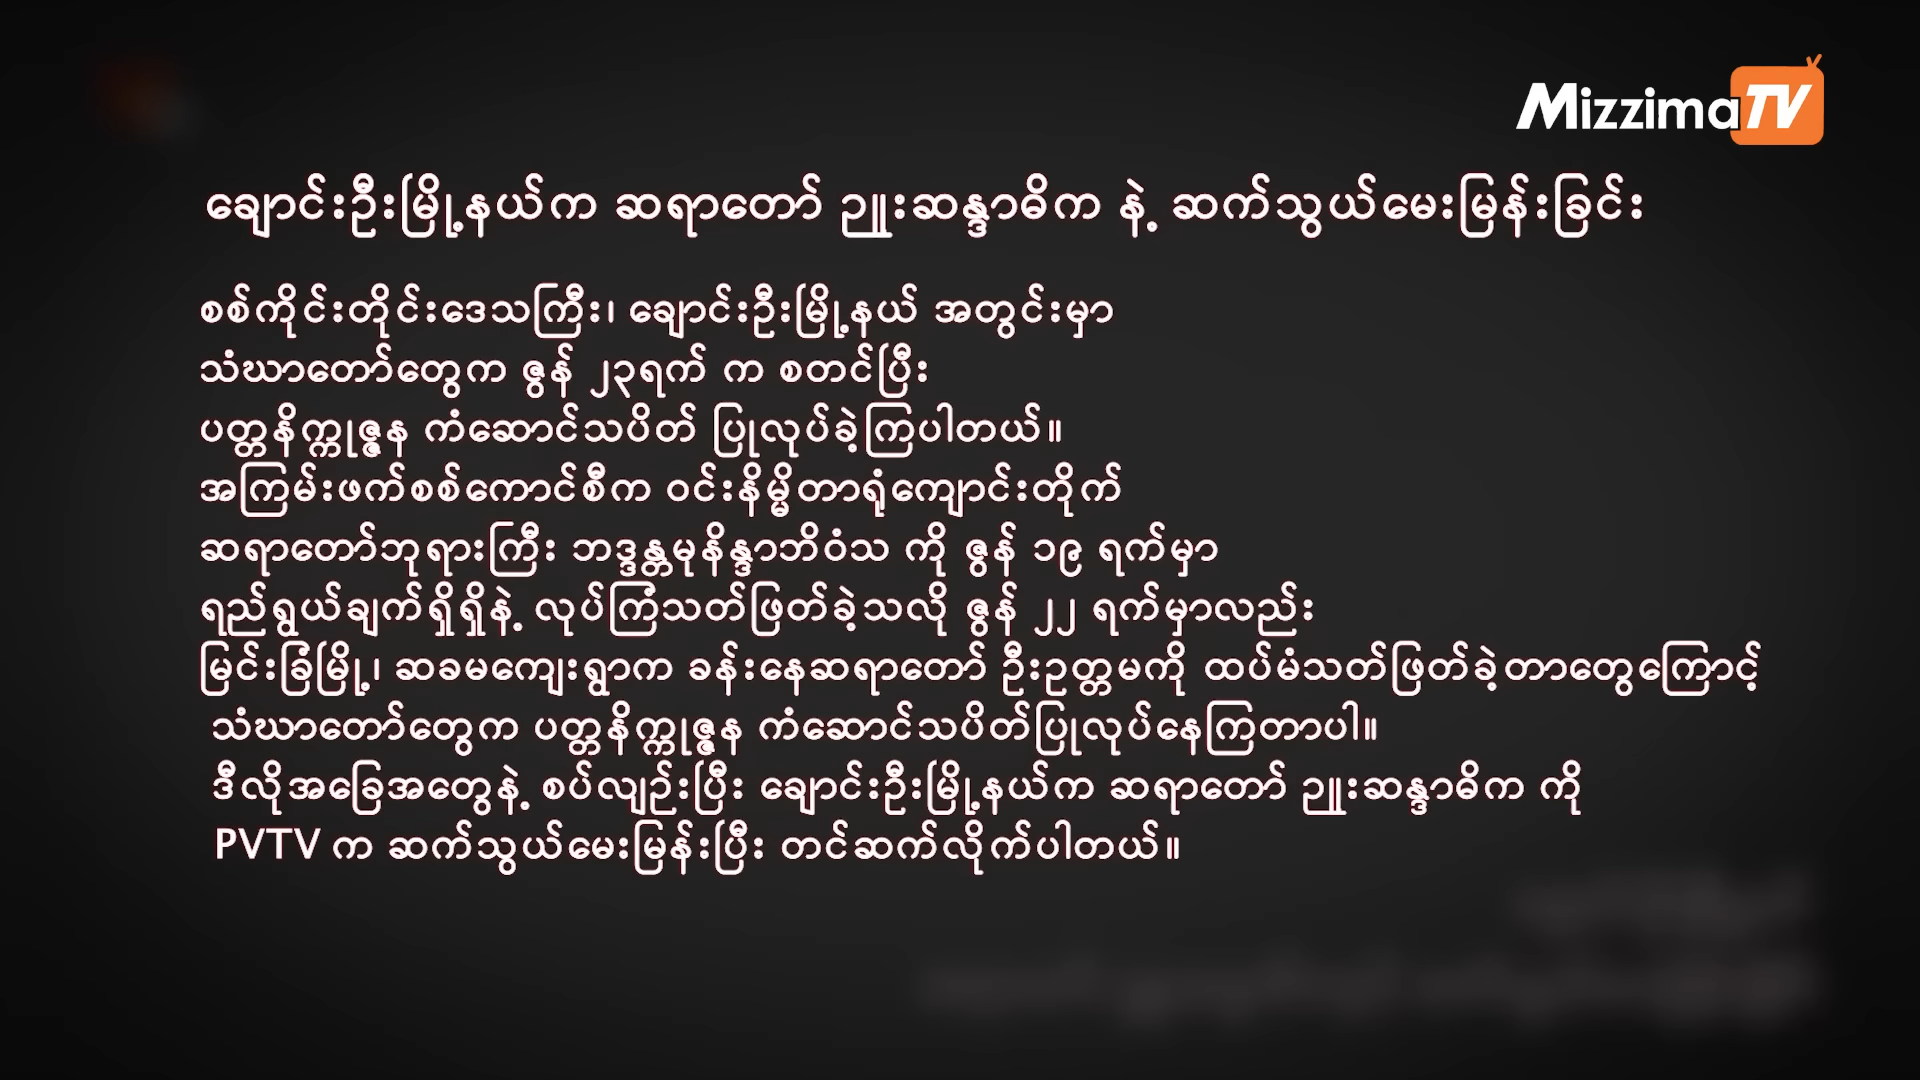 MizzimaTV
ချောင်းဦးမြို့နယ်က ဆရာတော် ဥူးဆန္ဒာဓိက နဲ့ ဆက်သွယ်မေးမြန်းခြင်း
စစ်ကိုင်းတိုင်းဒေသကြီး၊ ချောင်းဦးမြို့နယ် အတွင်းမှာ
သံဃာတော်တွေက ဇွန် ၂၃ရက် က စတင်ပြီး
ပတ္တနိက္ကုဇ္ဇန ကံဆောင်သပိတ် ပြုလုပ်ခဲ့ကြပါတယ်။
အကြမ်းဖက်စစ်ကောင်စီက ဝင်းနိမ္မိတာရုံကျောင်းတိုက်
ဆရာတော်ဘုရားကြီး ဘဒ္ဒန္တမုနိန္ဒာဘိဝံသ ကို ဇွန် ၁၉ ရက်မှာ
ရည်ရွယ်ချက်ရှိရှိနဲ့ လုပ်ကြံသတ်ဖြတ်ခဲ့သလို ဇွန် ၂၂ ရက်မှာလည်း
မြင်းခြံမြို့၊ ဆခမကျေးရွာက ခန်းနေဆရာတော် ဦးဥတ္တမကို ထပ်မံသတ်ဖြတ်ခဲ့တာတွေကြောင့်
သံဃာတော်တွေက ပတ္တနိက္ကုဇ္ဇန ကံဆောင်သပိတ်ပြုလုပ်နေကြတာပါ။
ဒီလိုအခြေအတွေနဲ့ စပ်လျဉ်းပြီး ချောင်းဦးမြို့နယ်က ဆရာတော် ဥူးဆန္ဒာဓိက ကို
PVTV က ဆက်သွယ်မေးမြန်းပြီး တင်ဆက်လိုက်ပါတယ်။